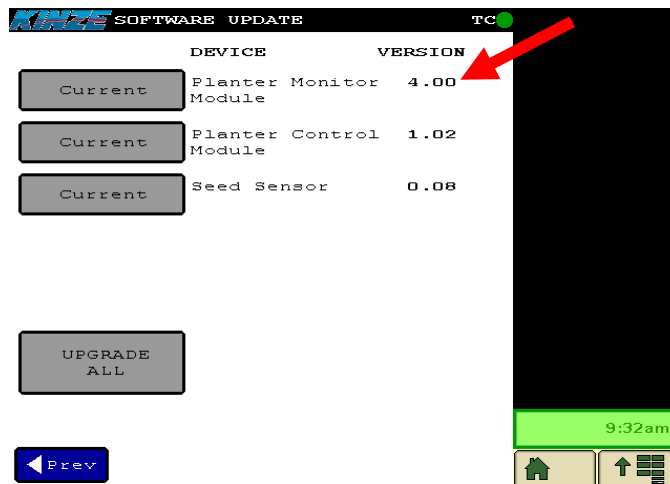 KINZE SOFTWARE UPDATE TC
DEVICE VERSION
Current Planter Monitor 4.00
Module
Current Planter Control 1.02
Module
Current Seed Sensor 0.08
UPGRADE
ALL
9:32am
Prev